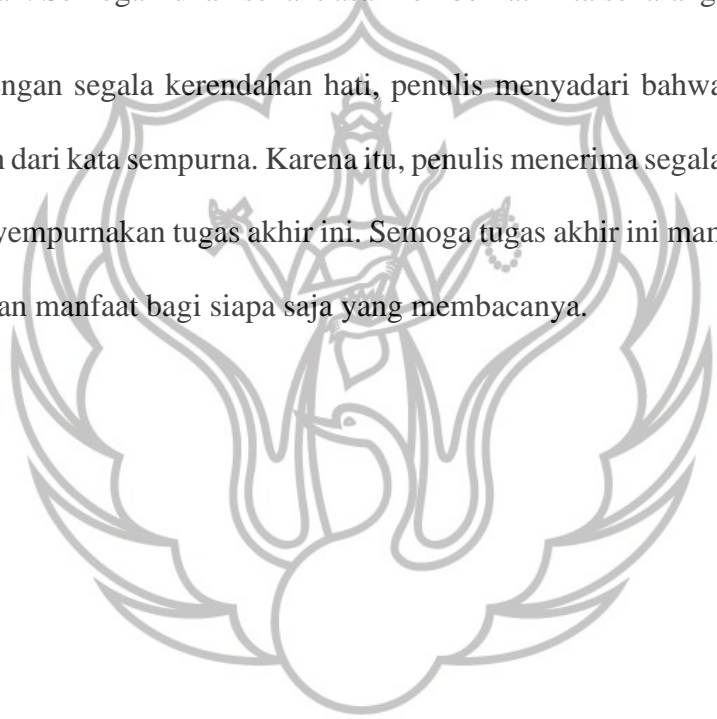 ngan segala kerendahan hati, penulis menyadari bahwa
dari kata sempurna. Karena itu, penulis menerima segala
yempurnakan tugas akhir ini. Semoga tugas akhir ini
an manfaat bagi siapa saja yang membacanya.